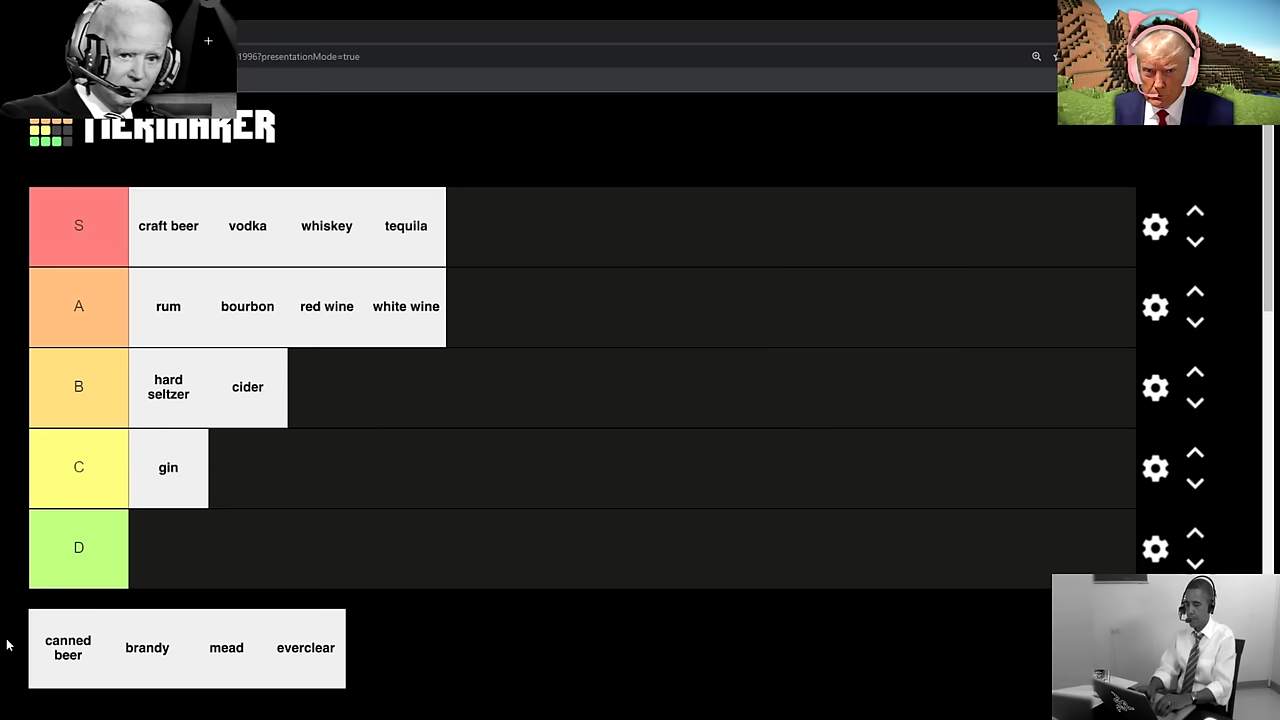 1996?presentationMode=true
TIERMAKER
S
craft beer
vodka
whiskey
tequila
A
rum
bourbon
red wine
white wine
B
hard
seltzer
cider
C
gin
D
canned
beer
brandy
mead
everclear